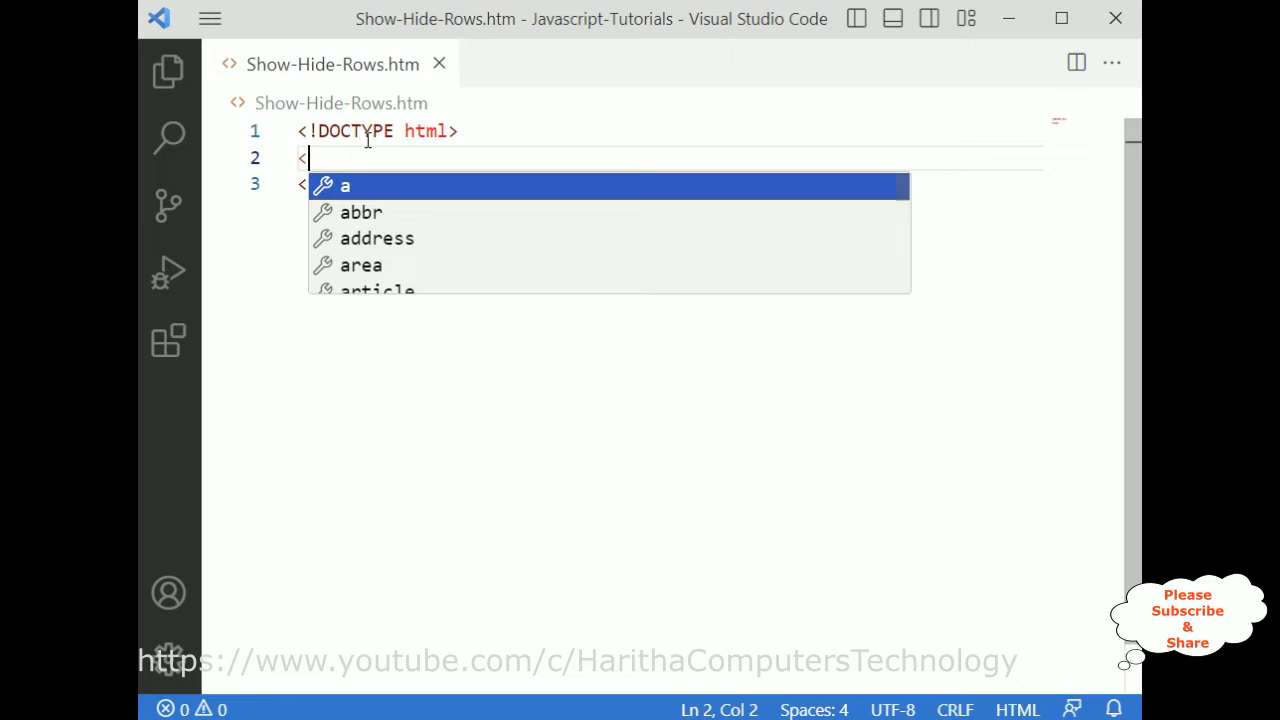 Show-Hide-Rows.htm - Javascript-Tutorials - Visual Studio Code
Show-Hide-Rows.htm
Show-Hide-Rows.htm
1 <!DOCTYPE html>
2 <
3 <
a
abbr
address
area
article
Please
Subscribe
&
Share
https://www.youtube.com/c/HarithaComputersTechnology
0 0 Ln 2, Col 2 Spaces: 4 UTF-8 CRLF HTML